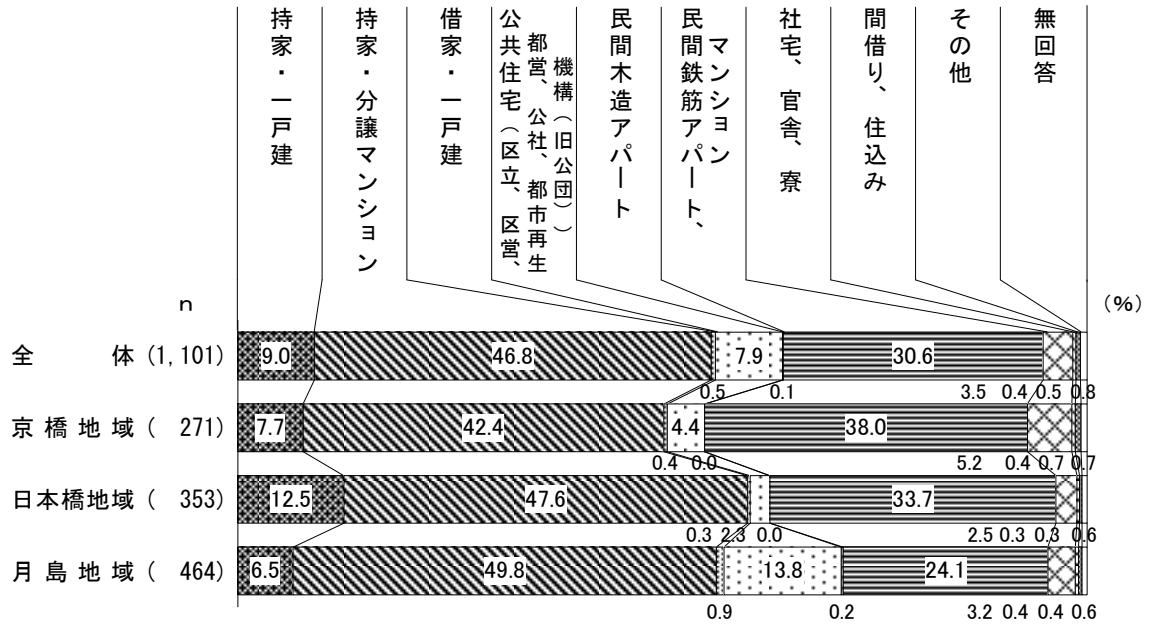 持家・一戸建
持家・分譲マンション
借家・一戸建
公共住宅（区立、区営、
都営、公社、都市再生
機構（旧公団））
民間木造アパート
民間鉄筋アパート、
マンション
社宅、官舎、寮
間借り、住込み
その他
無回答
n
（%）
全体（1,101）
9.0 46.8 7.9 30.6
0.5 0.1 3.5 0.4 0.5 0.8
京橋地域（271）
7.7 42.4 4.4 38.0
0.4 0.0 5.2 0.4 0.7 0.7
日本橋地域（353）
12.5 47.6 33.7
0.3 2.3 0.0 2.5 0.3 0.3 0.6
月島地域（464）
6.5 49.8 13.8 24.1
0.9 0.2 3.2 0.4 0.4 0.6